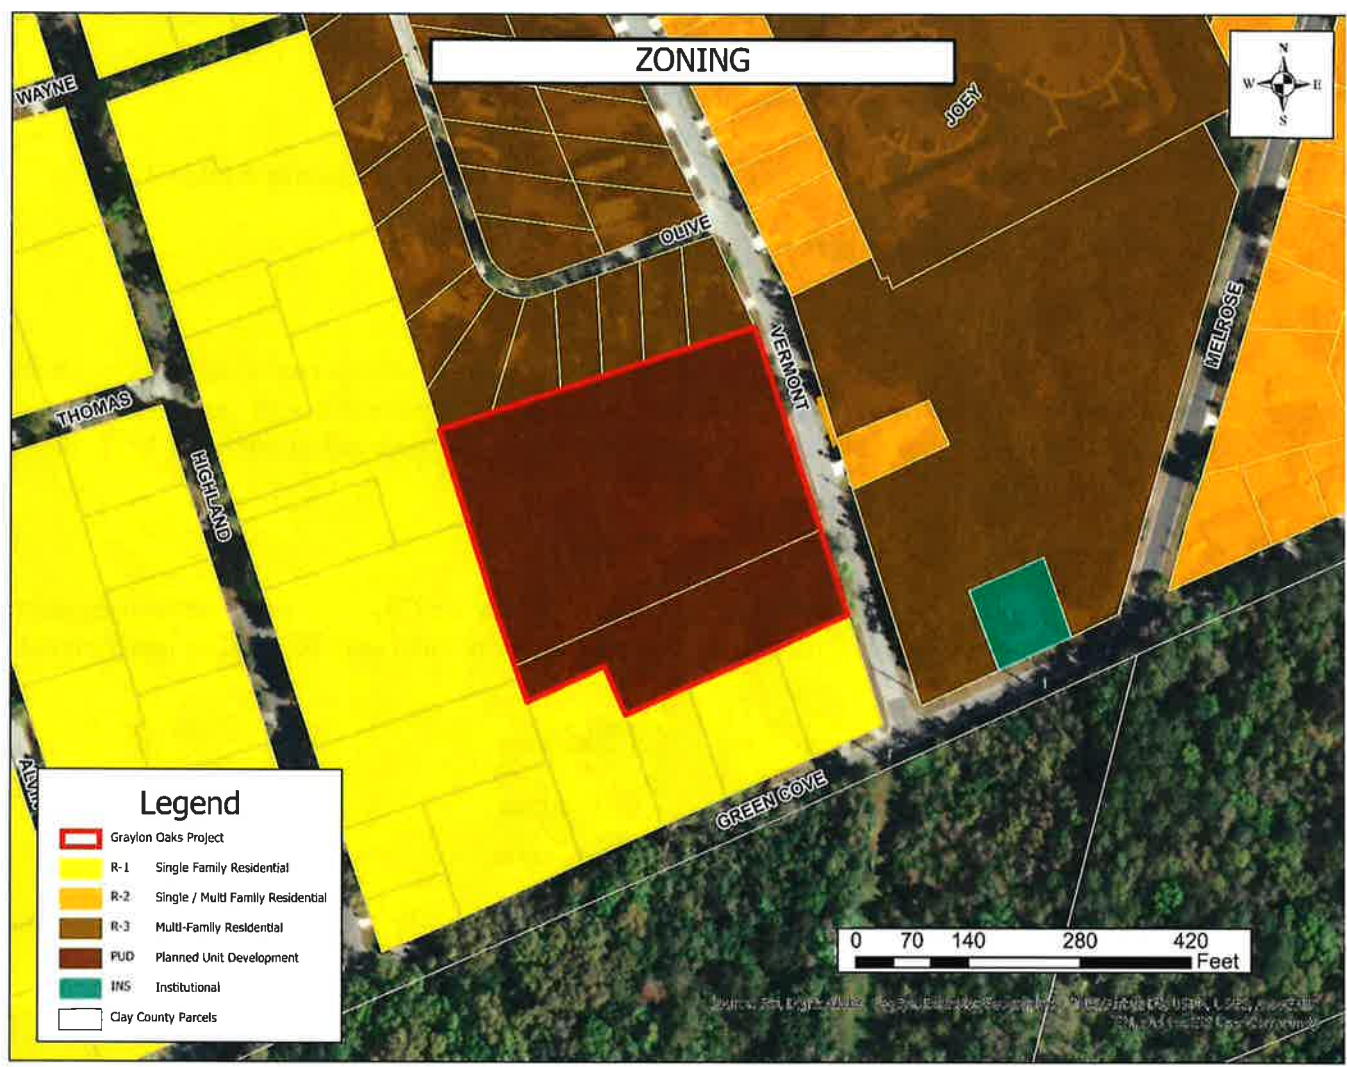 ZONING
N
W E
S
WAYNE
JOEY
OLIVE
MELROSE
VERMONT
THOMAS
HIGHLAND
GREEN COVE
Legend
Graylon Oaks Project
R-1 Single Family Residential
R-2 Single / Multi Family Residential
R-3 Multi-Family Residential
PUD Planned Unit Development
INS Institutional
Clay County Parcels
0 70 140 280 420
Feet